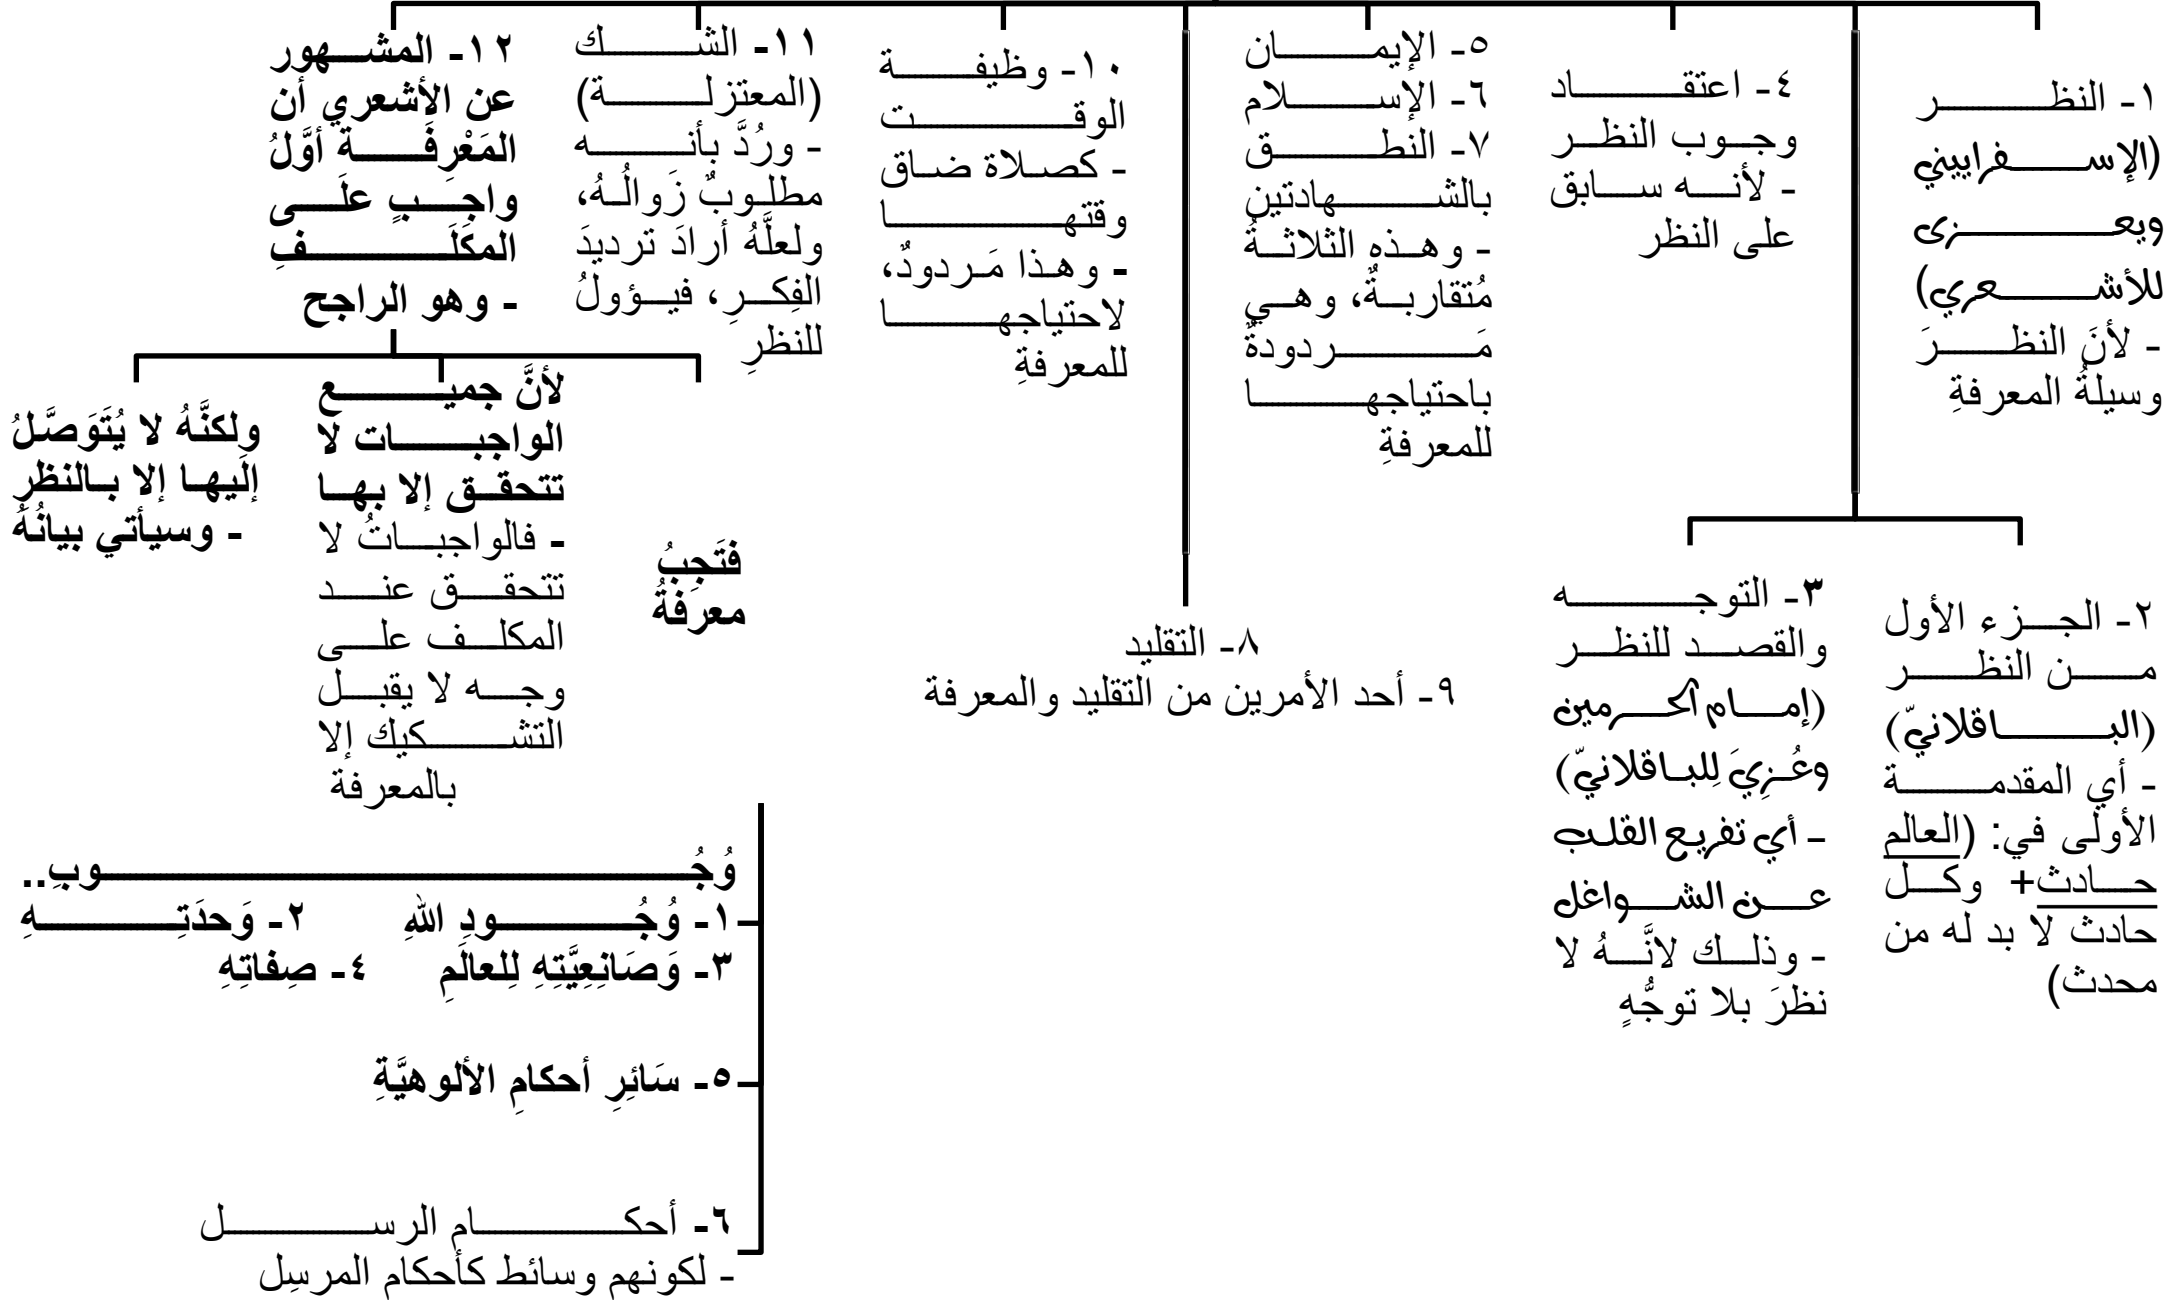 ١- النظر
(الإسفراييني
ويعزى
للأشعري)
- لأنَ النظرَ
وسيلةُ المعرفةِ
٢- الجزء الأول
من النظر
(الباقلانيّ)
- أي المقدمة
الأولى في: (العالم
حادث+ وكل
حادث لا بد له من
محدث)
٣- التوجه
والقصد للنظر
(إمام الحرمين
وعُزِيَ لِلباقلانيّ)
- أي تفريع القلب
عن الشواغل
- وذلك لانَّهُ لا
نظرَ بلا توجُّهٍ
٤- اعتقاد
وجوب النظر
- لأنه سابق
على النظر
٥- الإيمان
٦- الإسلام
٧- النطق
بالشهادتين
- وهذه الثلاثةُ
مُتقاربةٌ، وهي
مَردودةٌ
باحتياجها
للمعرفةِ
٨- التقليد
٩- أحد الأمرين من التقليد والمعرفة
١٠- وظيفة
الوقت
- كصلاة ضاق
وقتها
- وهذا مَردودٌ،
لاحتياجها
للمعرفةِ
١١- الشك
(المعتزلة)
- ورُدَّ بأنه
مطلوبٌ زَوالُهُ،
ولعلَّهُ أرادَ ترديدَ
الفِكرِ، فيؤولُ
للنظرِ
١٢- المشهور
عن الأشعري أن
المَعْرِفَة أوَّلُ
واجِبٍ علَى
المكَلَفِ
- وهو الراجح
فتَجِبُ
معرَفةُ
لأنَّ جميع
الواجبات لا
تتحقق إلا بها
- فالواجباتُ لا
تتحقق عند
المكلف على
وجه لا يقبل
التشكيك إلا
بالمعرفة
ولكنَّهُ لا يُتَوَصَّلُ
إلَيها إلا بالنظرِ
- وسيأتي بيانُهُ
وُجُوبِ..
١- وُجُودِ اللهِ ٢- وَحدَتِهِ
٣- وَصَانِعِيَّتِهِ لِلعالَمِ ٤- صِفاتِهِ
٥- سَائِرِ أحكامِ الألوهيَّةِ
٦- أحكام الرسل
- لكونهم وسائط كأحكام المرسِل